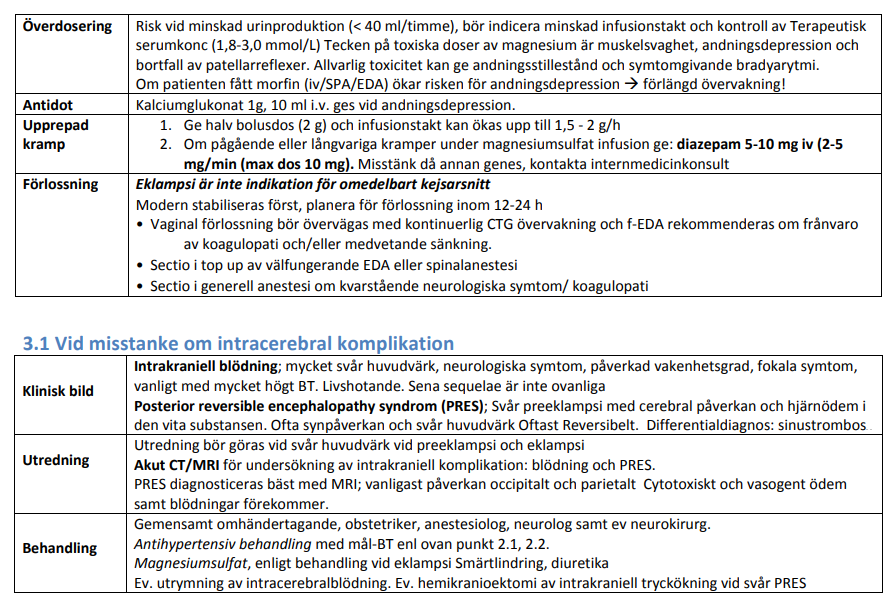 Överdosering
Risk vid minskad urinproduktion (< 40 ml/timme), bör indicera minskad infusionstakt och kontroll av Terapeutisk
serumkonc (1,8-3,0 mmol/L) Tecken på toxiska doser av magnesium är muskelsvaghet, andningsdepression och
bortfall av patellarreflexer. Allvarlig toxicitet kan ge andningsstillestånd och symtomgivande bradyarytmi.
Om patienten fått morfin (iv/SPA/EDA) ökar risken för andningsdepression → förlängd övervakning!
Antidot
Kalciumglukonat 1g, 10 ml i.v. ges vid andningsdepression.
Upprepad
kramp
1. Ge halv bolusdos (2 g) och infusionstakt kan ökas upp till 1,5 - 2 g/h
2. Om pågående eller långvariga kramper under magnesiumsulfat infusion ge: diazepam 5-10 mg iv (2-5
mg/min (max dos 10 mg). Misstänk då annan genes, kontakta internmedicinkonsult
Förlossning
Eklampsi är inte indikation för omedelbart kejsarsnitt
Modern stabiliseras först, planera för förlossning inom 12-24 h
• Vaginal förlossning bör övervägas med kontinuerlig CTG övervakning och f-EDA rekommenderas om frånvaro
av koagulopati och/eller medvetande sänkning.
• Sectio i top up av välfungerande EDA eller spinalanestesi
• Sectio i generell anestesi om kvarstående neurologiska symtom/ koagulopati
3.1 Vid misstanke om intracerebral komplikation
Klinisk bild
Intrakraniell blödning; mycket svår huvudvärk, neurologiska symtom, påverkad vakenhetsgrad, fokala symtom,
vanligt med mycket högt BT. Livshotande. Sena sequelae är inte ovanliga
Posterior reversible encephalopathy syndrom (PRES); Svår preeklampsi med cerebral påverkan och hjärnödem i
den vita substansen. Ofta synpåverkan och svår huvudvärk Oftast Reversibelt. Differentialdiagnos: sinustrombos
Utredning
Utredning bör göras vid svår huvudvärk vid preeklampsi och eklampsi
Akut CT/MRI för undersökning av intrakraniell komplikation: blödning och PRES.
PRES diagnosticeras bäst med MRI; vanligast påverkan occipitalt och parietalt Cytotoxiskt och vasogent ödem
samt blödningar förekommer.
Behandling
Gemensamt omhändertagande, obstetriker, anestesiolog, neurolog samt ev neurokirurg.
Antihypertensiv behandling med mål-BT enl ovan punkt 2.1, 2.2.
Magnesiumsulfat, enligt behandling vid eklampsi Smärtlindring, diuretika
Ev. utrymning av intracerebralblödning. Ev. hemikranioektomi av intrakraniell tryckökning vid svår PRES